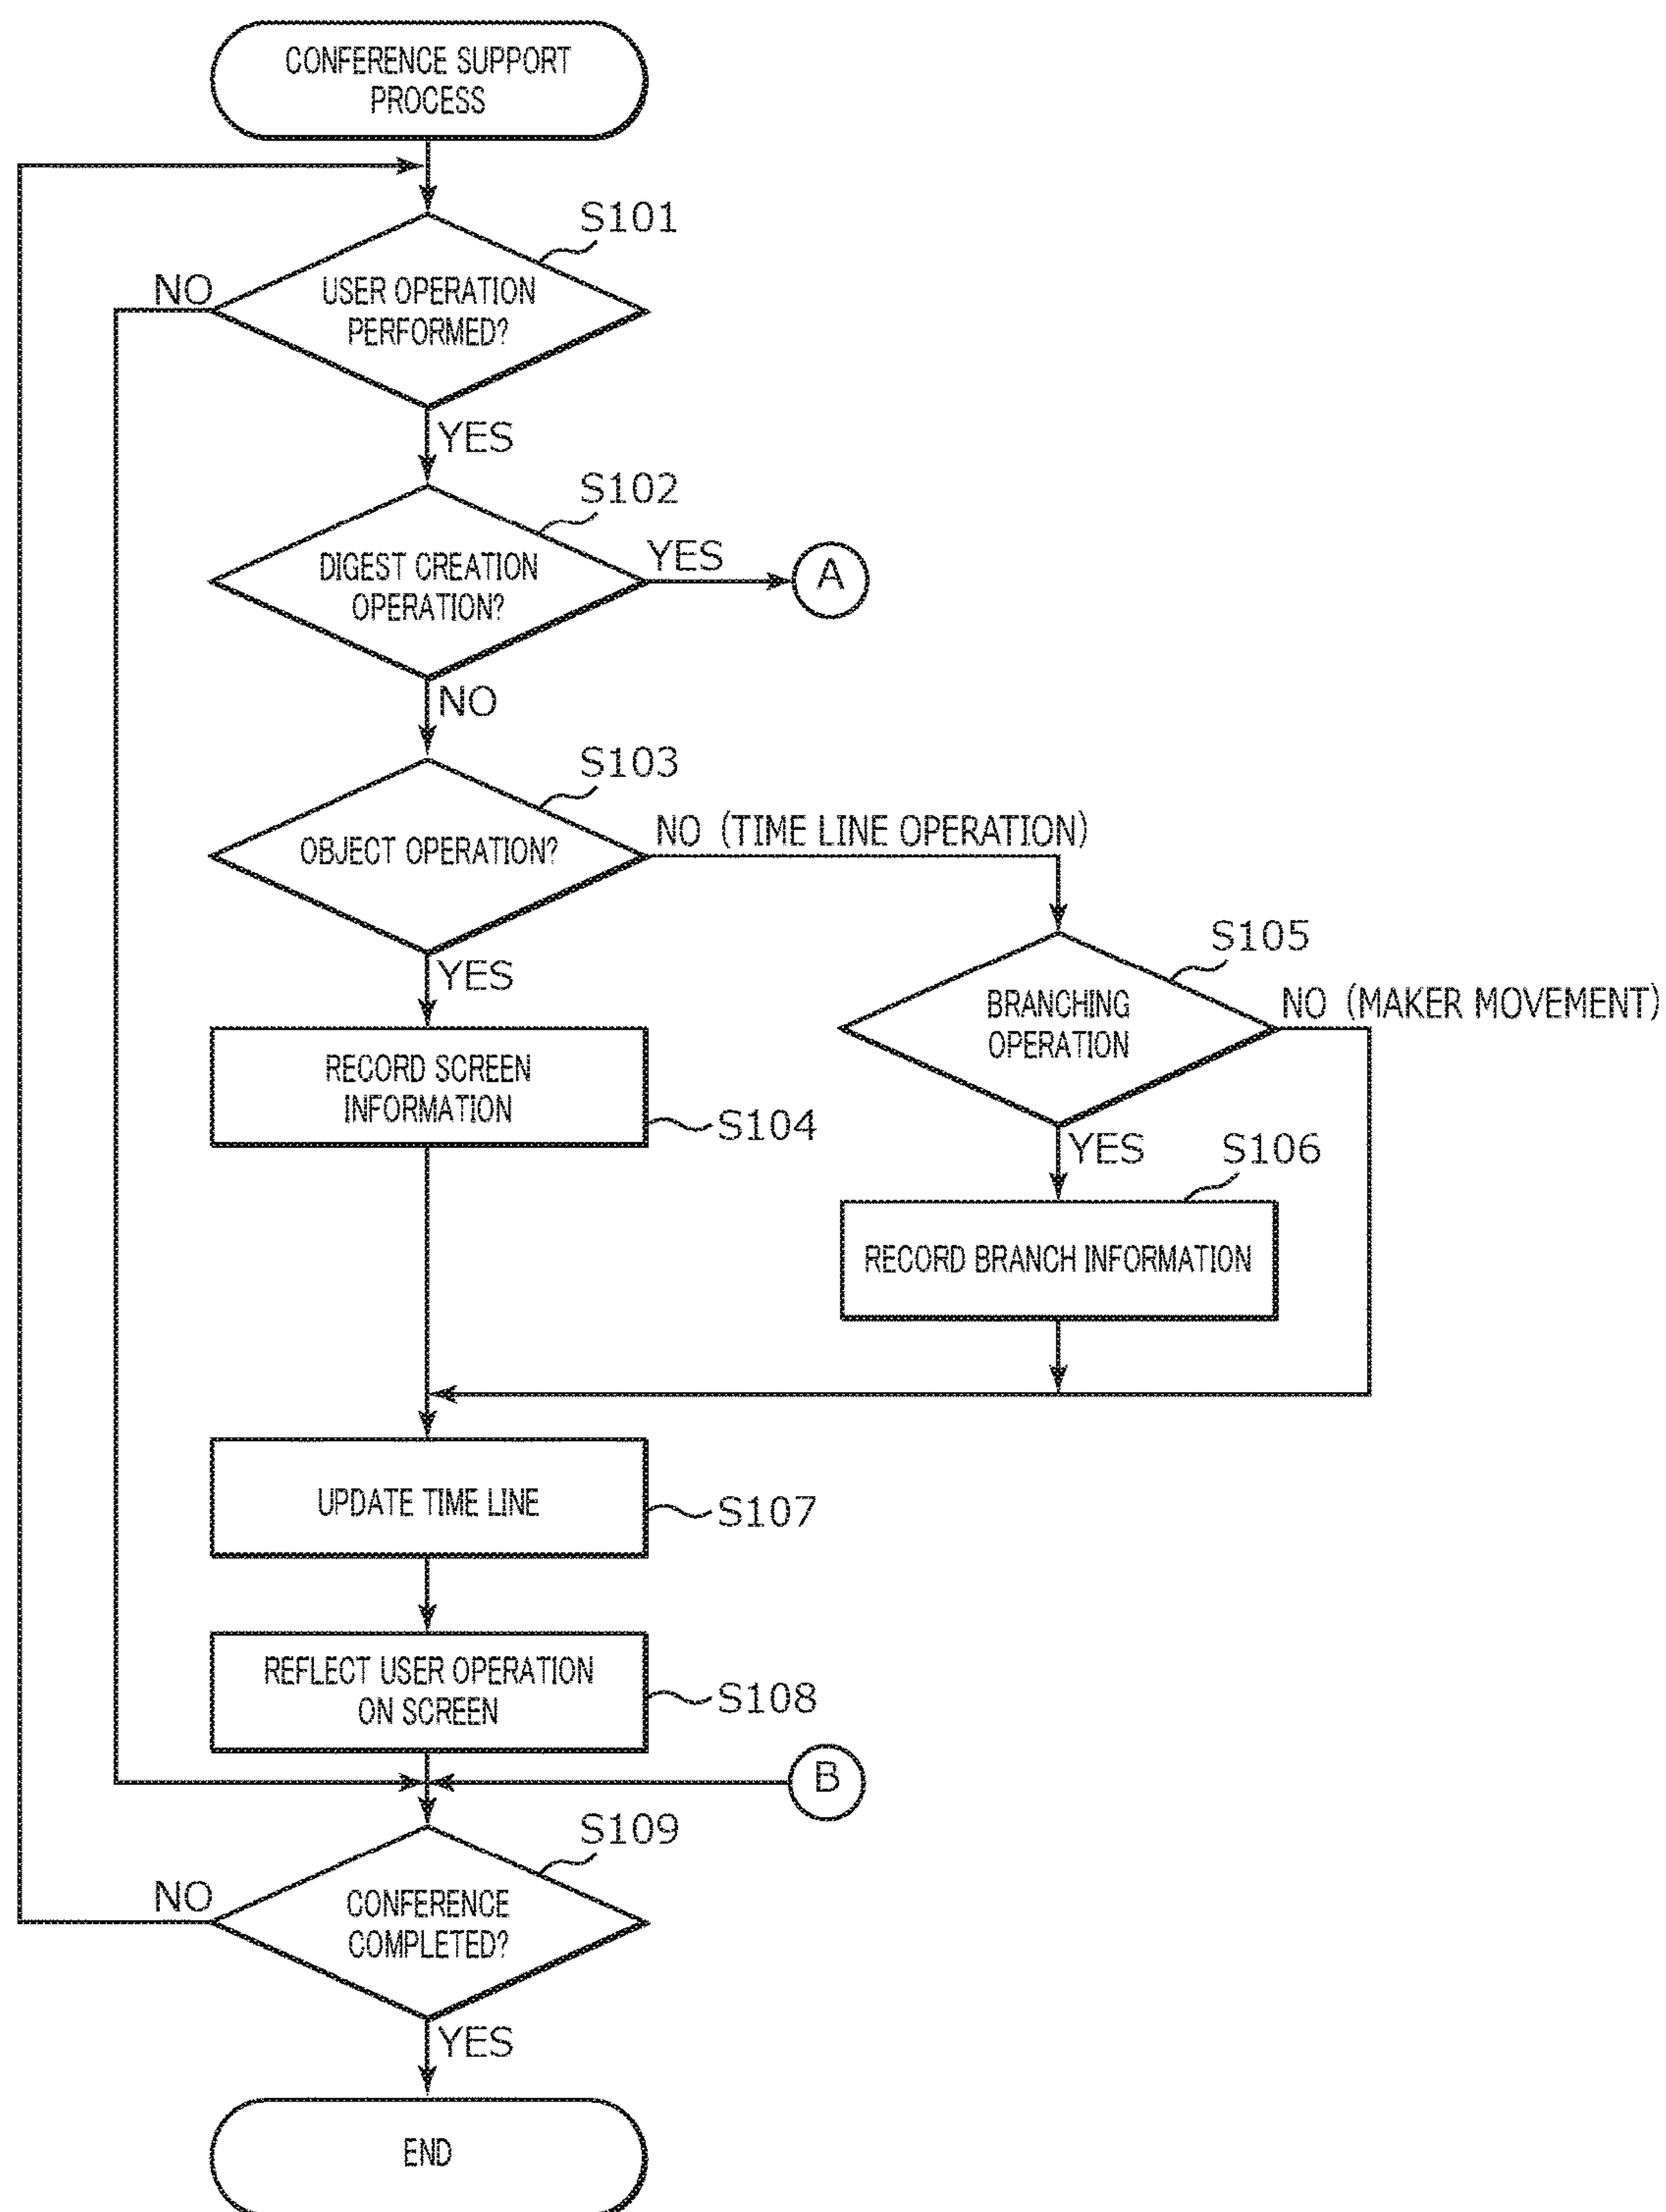 CONFERENCE SUPPORT
PROCESS
S101
NO
USER OPERATION
PERFORMED?
YES
S102
DIGEST CREATION
OPERATION?
YES
A
NO
S103
OBJECT OPERATION?
NO (TIME LINE OPERATION)
YES
S105
BRANCHING
OPERATION
NO (MAKER MOVEMENT)
RECORD SCREEN
INFORMATION
S104
YES
S106
RECORD BRANCH INFORMATION
UPDATE TIME LINE
S107
REFLECT USER OPERATION
ON SCREEN
S108
B
S109
NO
CONFERENCE
COMPLETED?
YES
END